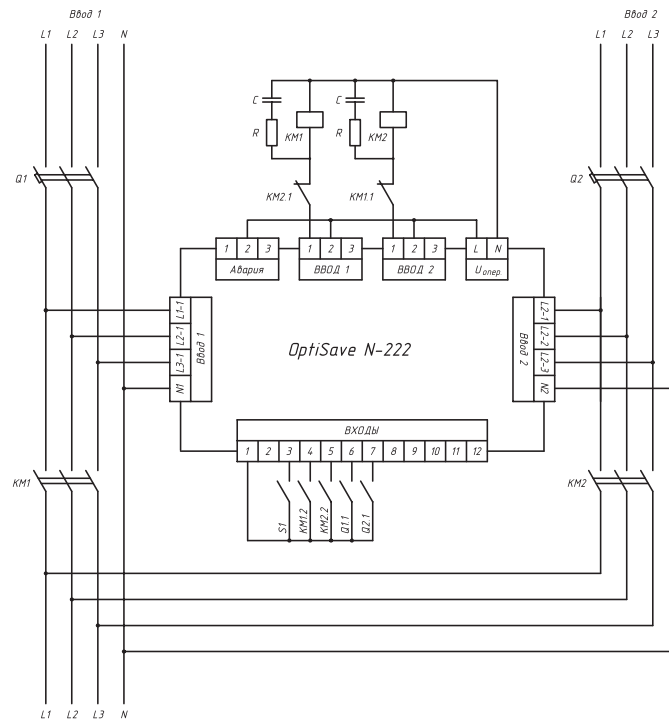 Ввод 1
Ввод 2
L1 L2 L3 N
L1 L2 L3
C
C
R
KM1
R
KM2
Q1
Q2
KM2.1
KM1.1
1 2 3
1 2 3
1 2 3
L N
Авария
ВВОД 1
ВВОД 2
Uопер.
L1-1
L2-1
L3-1
N1
Ввод 1
OptiSave N-222
Ввод 2
L2-1
L2-2
L2-3
N2
ВХОДЫ
1 2 3 4 5 6 7 8 9 10 11 12
KM1
KM2
S1
KM1.2
KM2.2
Q1.1
Q2.1
L1 L2 L3 N